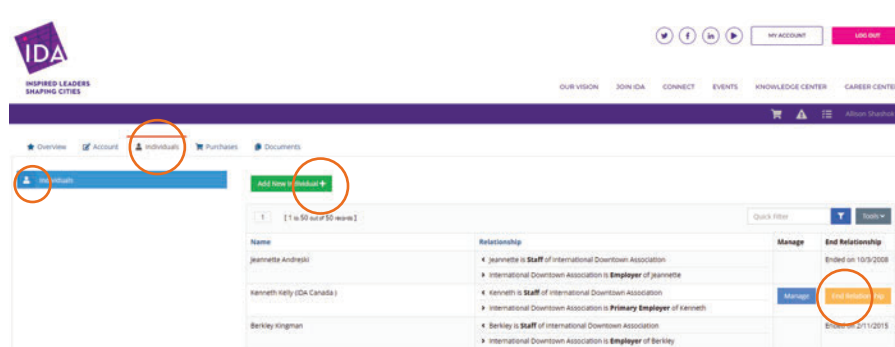 IDA
INSPIRED LEADERS
SHAPING CITIES
MY ACCOUNT
LOG OUT
OUR VISION JOIN IDA CONNECT EVENTS KNOWLEDGE CENTER CAREER CENTER
Allison Shashok
Overview Account Individuals Purchases Documents
Individuals
Add New Individual +
1 [ 1 to 50 out of 50 records ]
Quick Filter Tools
Name Relationship Manage End Relationship
Jeannette Andreski Jeannette is Staff of International Downtown Association Ended on 10/9/2008
International Downtown Association is Employer of Jeannette
Kenneth Kelly (IDA Canada ) Kenneth is Staff of International Downtown Association
Manage End Relationship
International Downtown Association is Primary Employer of Kenneth
Berkley Kingman Berkley is Staff of International Downtown Association Ended on 2/11/2015
International Downtown Association is Employer of Berkley